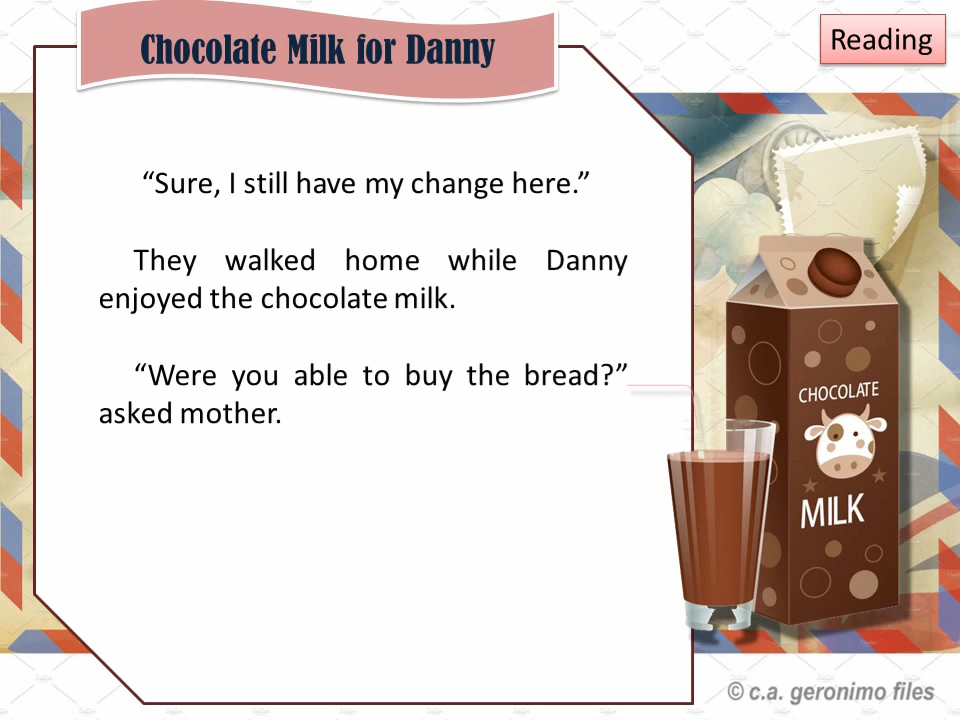 Chocolate Milk for Danny
Reading
“Sure, I still have my change here.”
They walked home while Danny
enjoyed the chocolate milk.
“Were you able to buy the bread?”
asked mother.
CHOCOLATE
MILK
© c.a. geronimo files